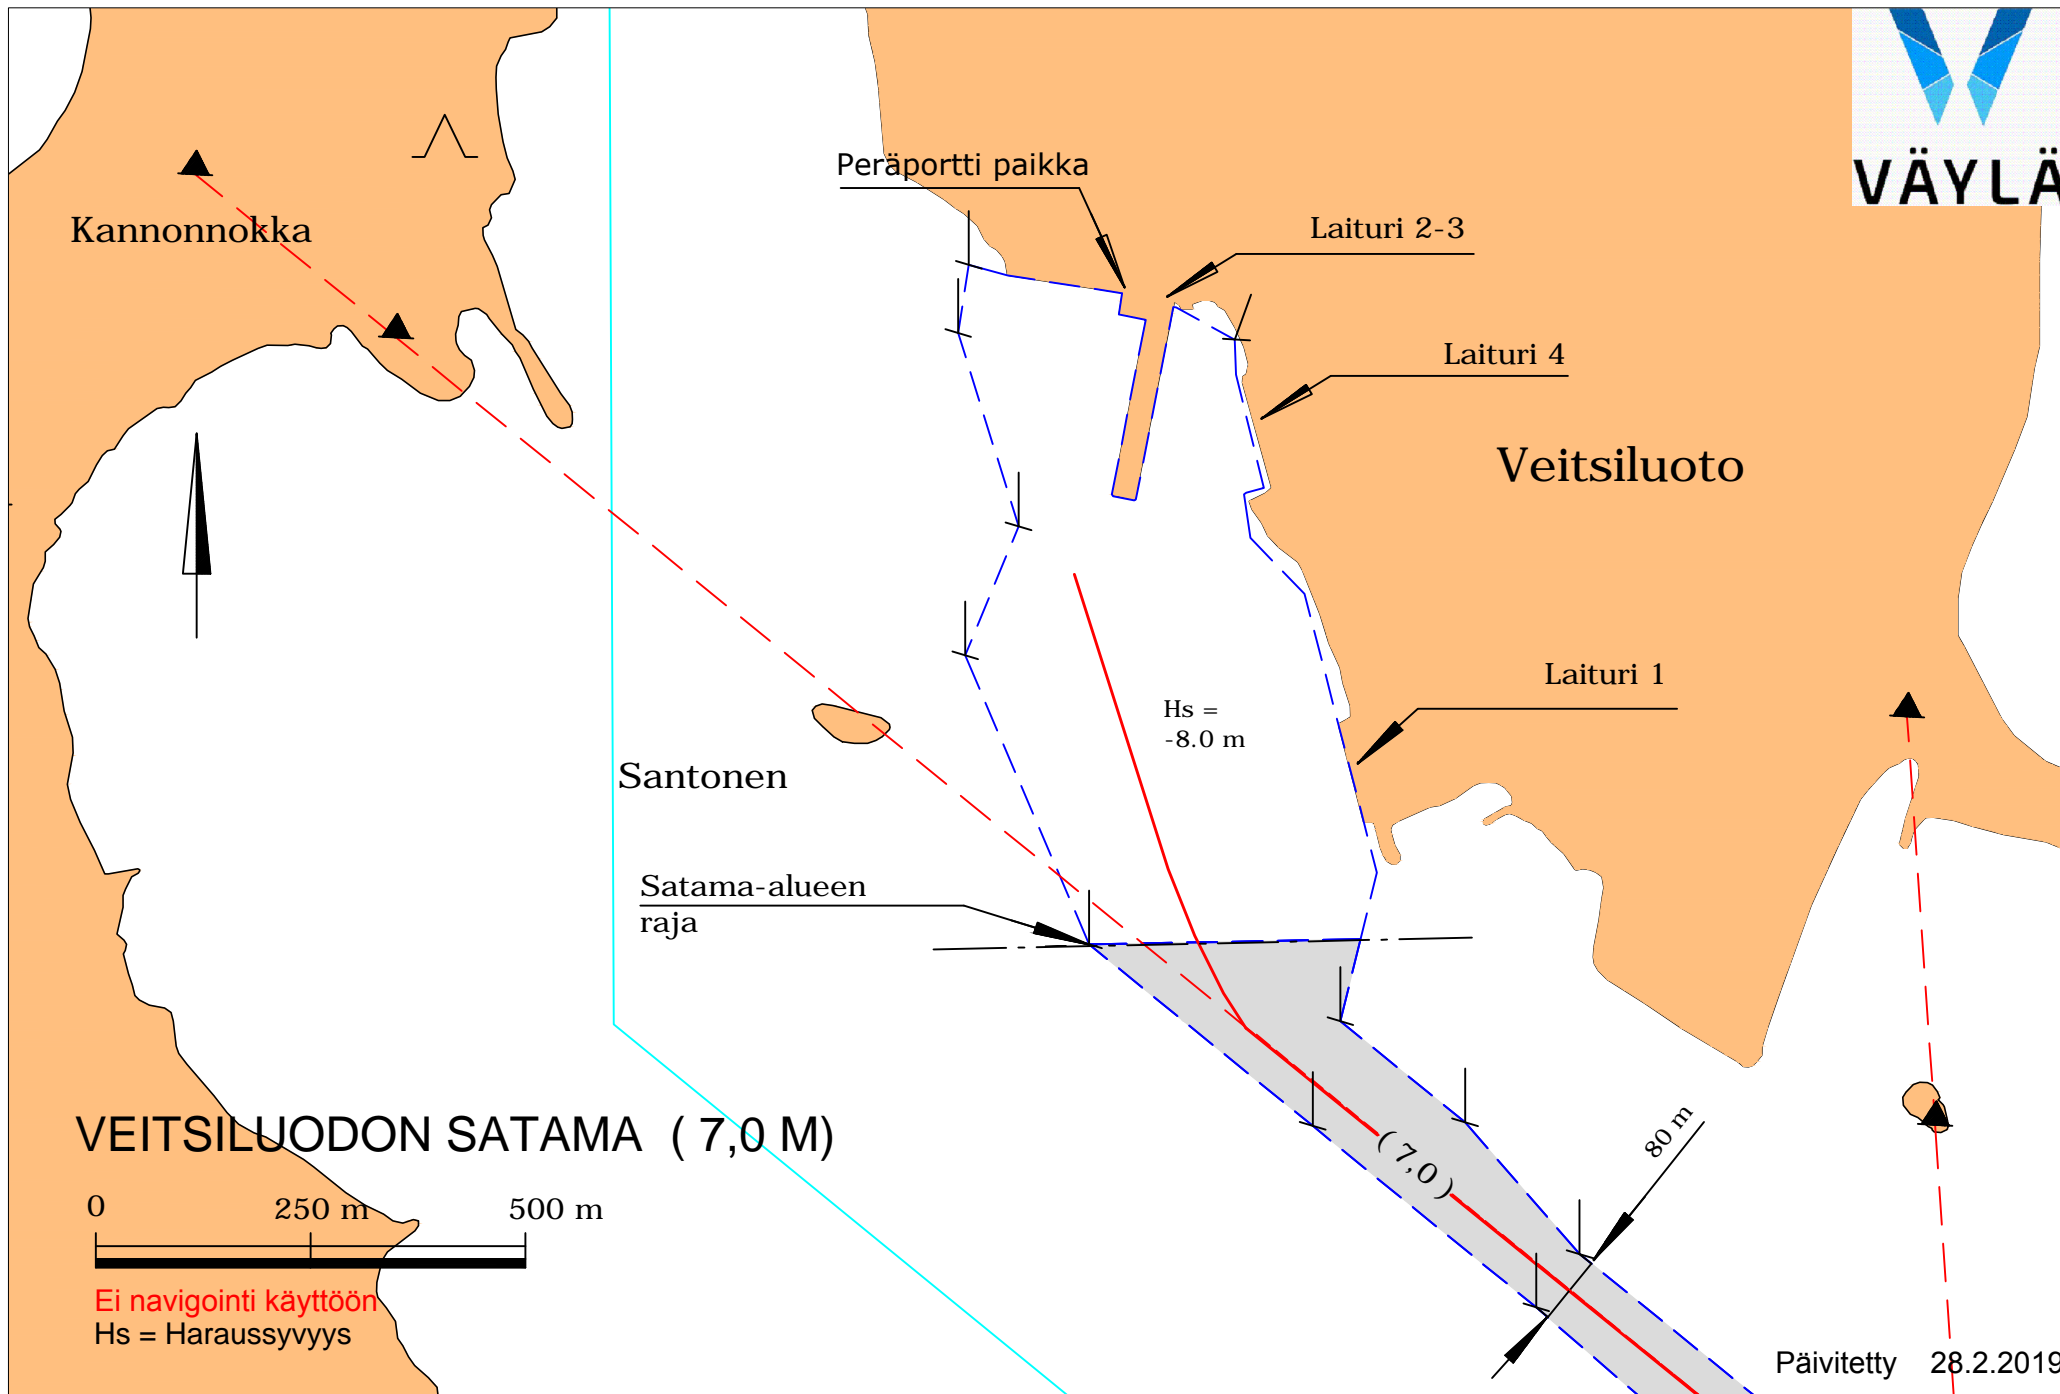 VÄYLÄ
Peräportti paikka
Kannonnokka
Laituri 2-3
Laituri 4
Veitsiluoto
Laituri 1
Hs =
-8.0 m
Santonen
Satama-alueen
raja
VEITSILUODON SATAMA ( 7,0 M)
80 m
( 7,0 )
0 250 m 500 m
Ei navigointi käyttöön
Hs = Haraussyvyys
Päivitetty 28.2.2019